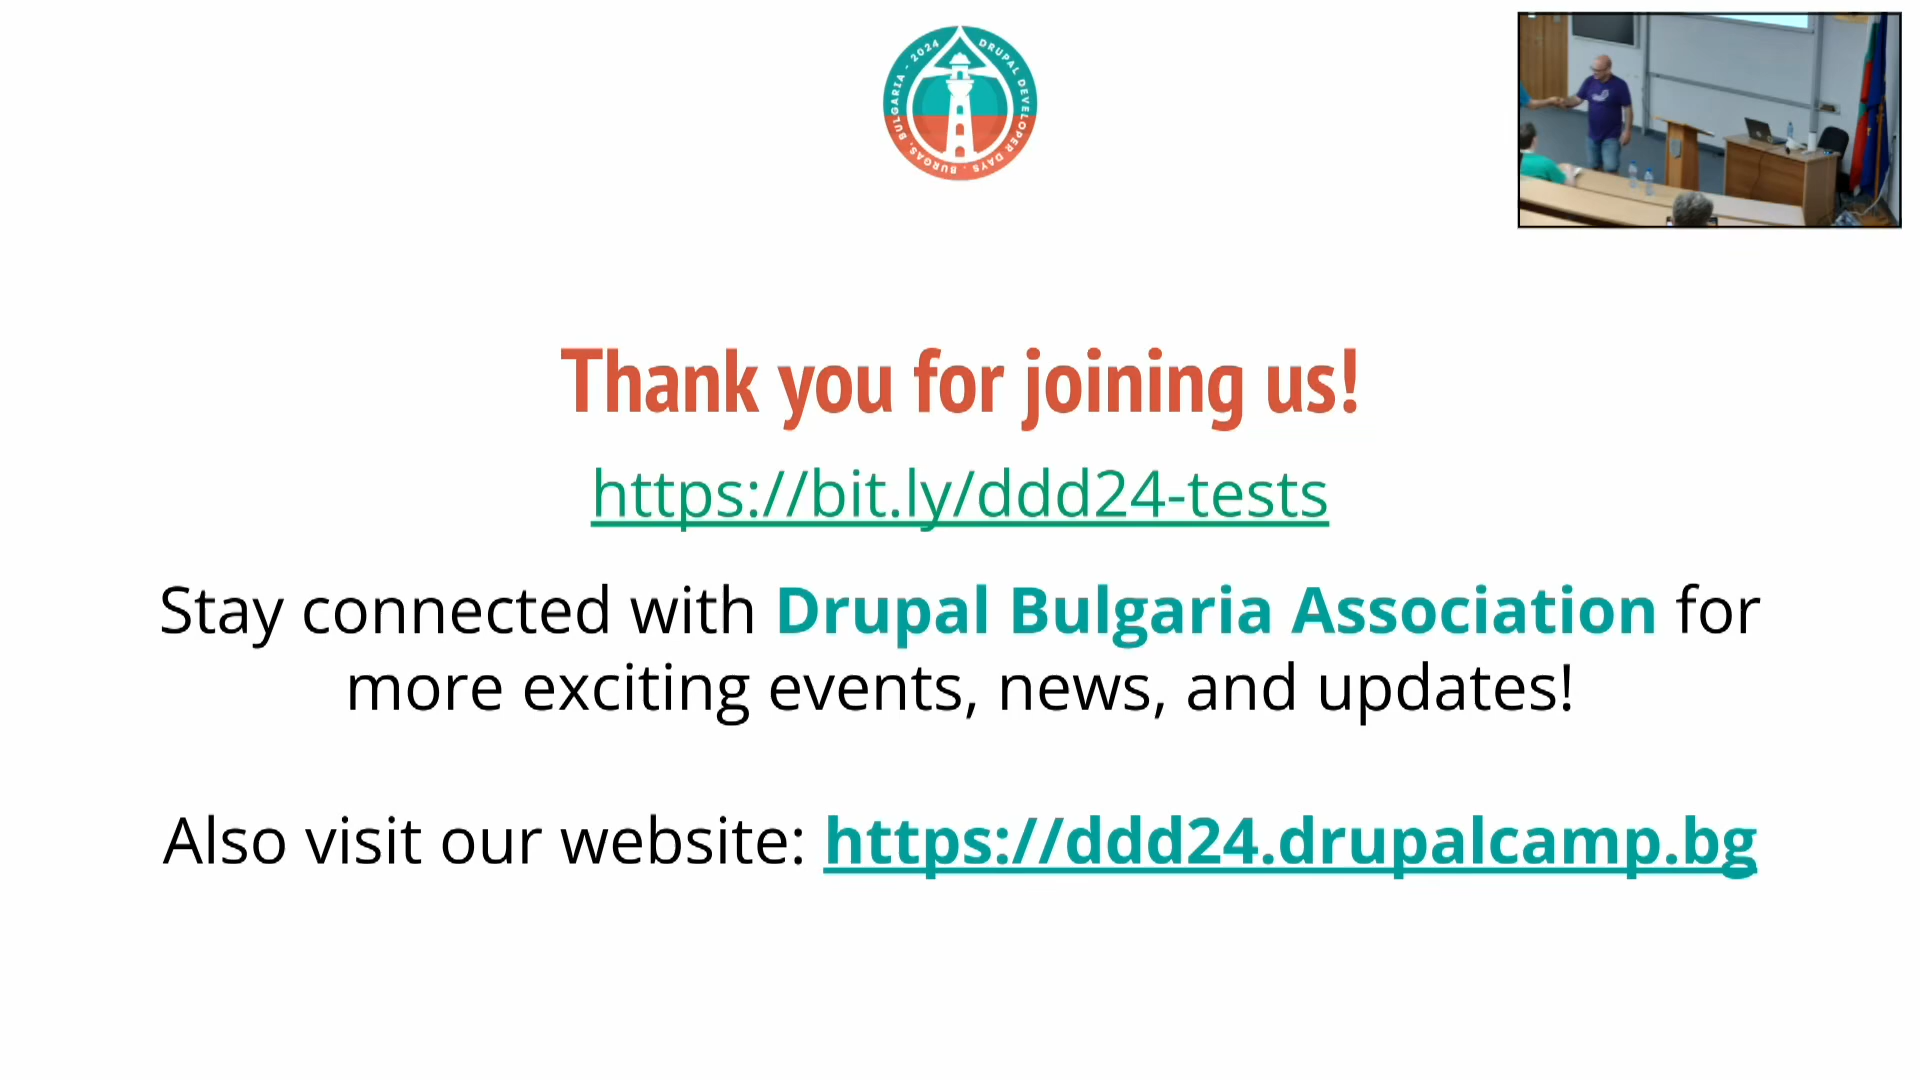 BURGAS, BULGARIA - 2024 DRUPAL DEVELOPER DAYS ·
Thank you for joining us!
https://bit.ly/ddd24-tests
Stay connected with Drupal Bulgaria Association for
more exciting events, news, and updates!
Also visit our website: https://ddd24.drupalcamp.bg